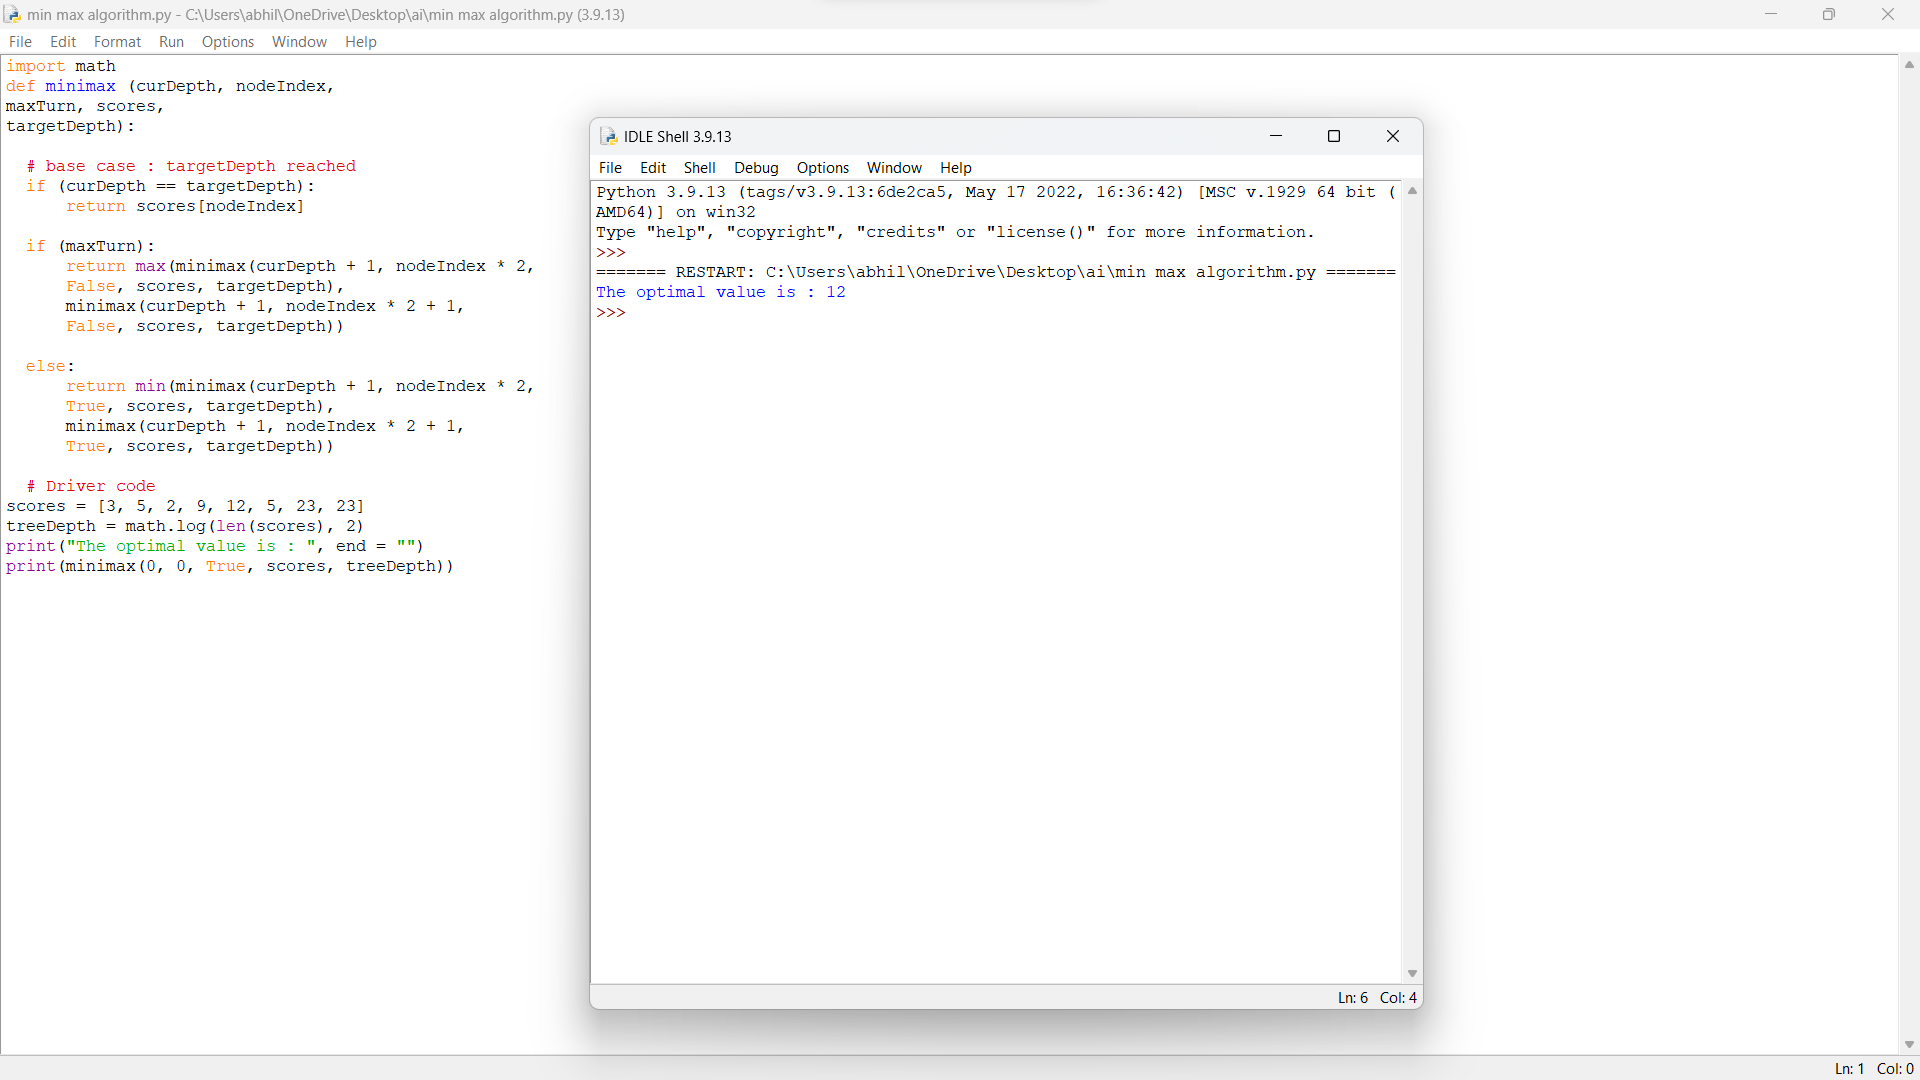 min max algorithm.py - C:\Users\abhil\OneDrive\Desktop\ai\min max algorithm.py (3.9.13)
File Edit Format Run Options Window Help
import math
def minimax (curDepth, nodeIndex,
maxTurn, scores,
targetDepth):
# base case : targetDepth reached
if (curDepth == targetDepth):
return scores[nodeIndex]
if (maxTurn):
return max(minimax(curDepth + 1, nodeIndex * 2,
False, scores, targetDepth),
minimax(curDepth + 1, nodeIndex * 2 + 1,
False, scores, targetDepth))
else:
return min(minimax(curDepth + 1, nodeIndex * 2,
True, scores, targetDepth),
minimax(curDepth + 1, nodeIndex * 2 + 1,
True, scores, targetDepth))
# Driver code
scores = [3, 5, 2, 9, 12, 5, 23, 23]
treeDepth = math.log(len(scores), 2)
print("The optimal value is : ", end = "")
print(minimax(0, 0, True, scores, treeDepth))
IDLE Shell 3.9.13
File Edit Shell Debug Options Window Help
Python 3.9.13 (tags/v3.9.13:6de2ca5, May 17 2022, 16:36:42) [MSC v.1929 64 bit (
AMD64)] on win32
Type "help", "copyright", "credits" or "license()" for more information.
>>>
======= RESTART: C:\Users\abhil\OneDrive\Desktop\ai\min max algorithm.py =======
The optimal value is : 12
>>>
Ln: 6 Col: 4
Ln: 1 Col: 0